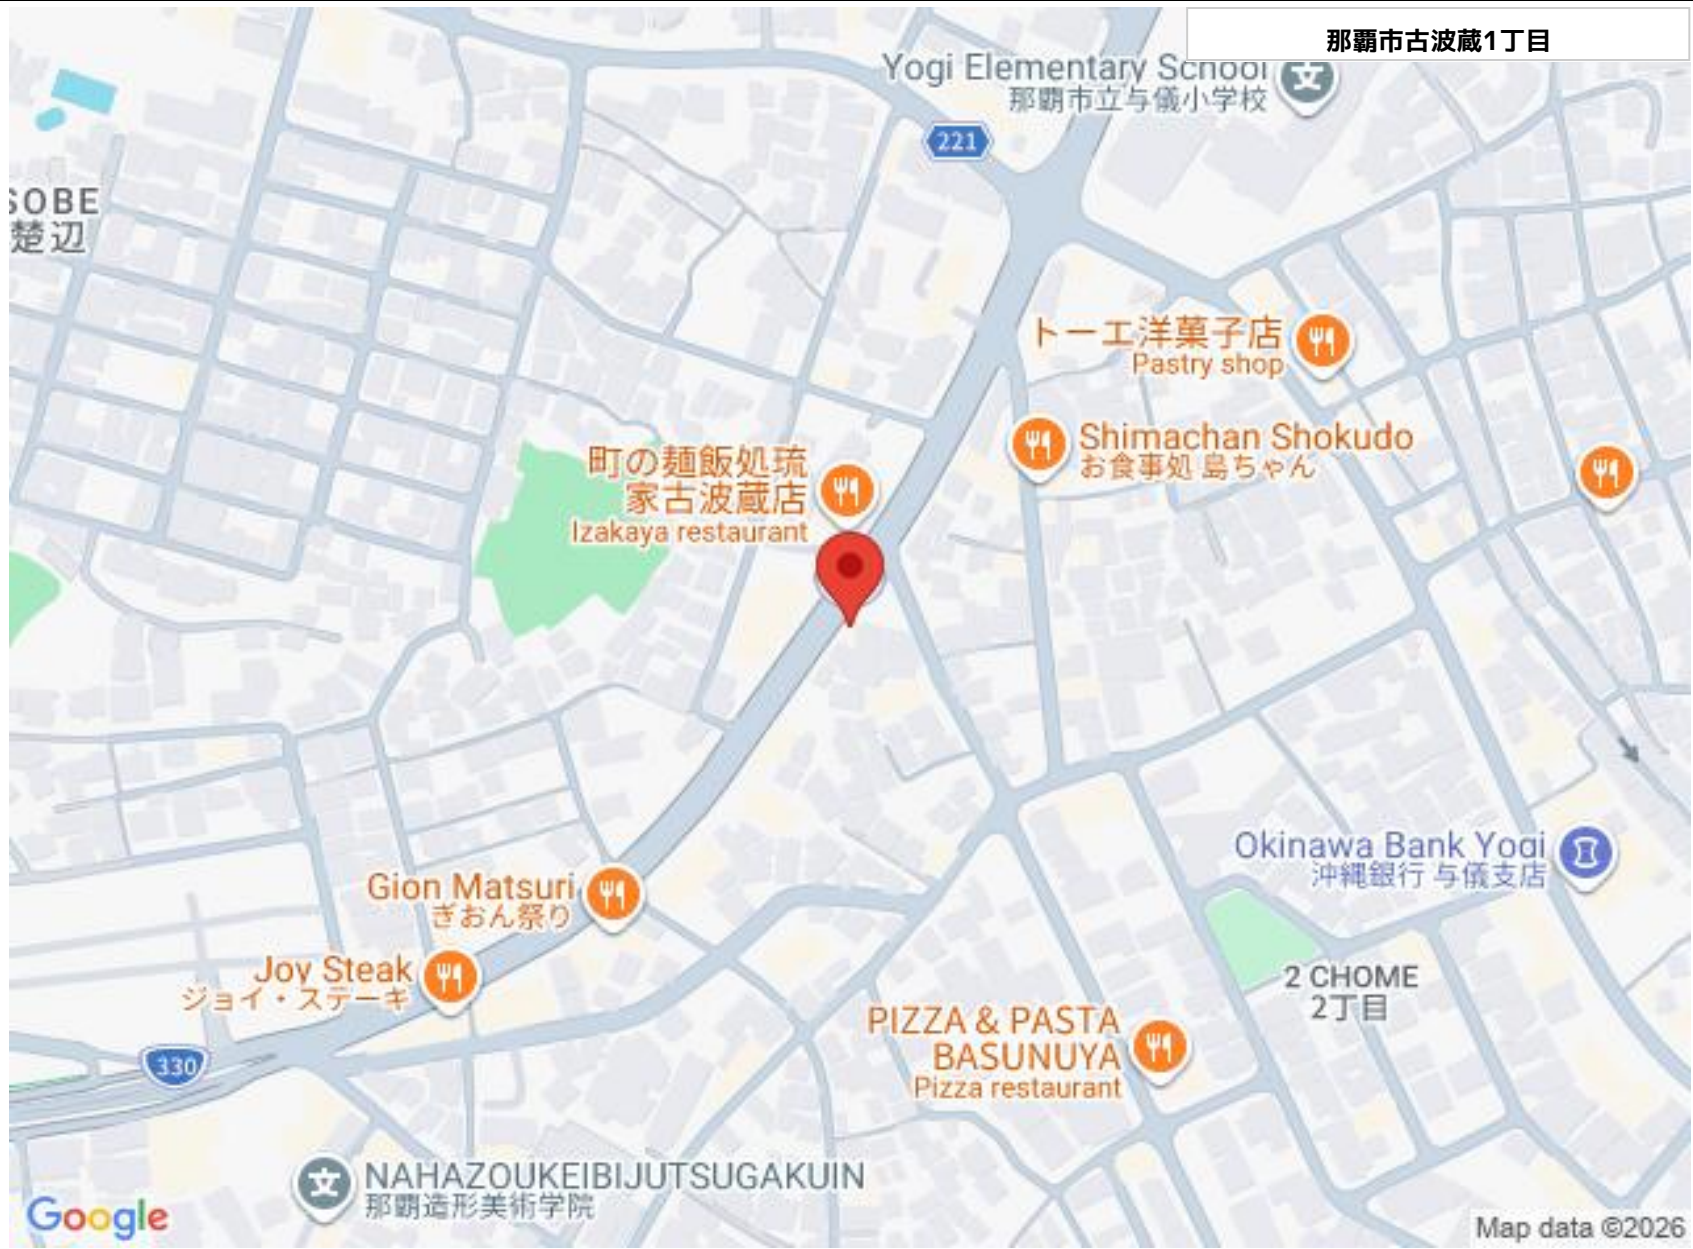 那覇市古波蔵1丁目
Yogi Elementary School
那覇市立与儀小学校
221
SOBE
楚辺
トーエ洋菓子店
Pastry shop
Shimachan Shokudo
お食事処 島ちゃん
町の麺飯処琉
家古波蔵店
Izakaya restaurant
Okinawa Bank Yogi
沖縄銀行 与儀支店
Gion Matsuri
ぎおん祭り
Joy Steak
ジョイ・ステーキ
2 CHOME
2丁目
PIZZA & PASTA
BASUNUYA
Pizza restaurant
330
NAHAZOUKEIBIJUTSUGAKUIN
那覇造形美術学院
Google
Map data ©2026